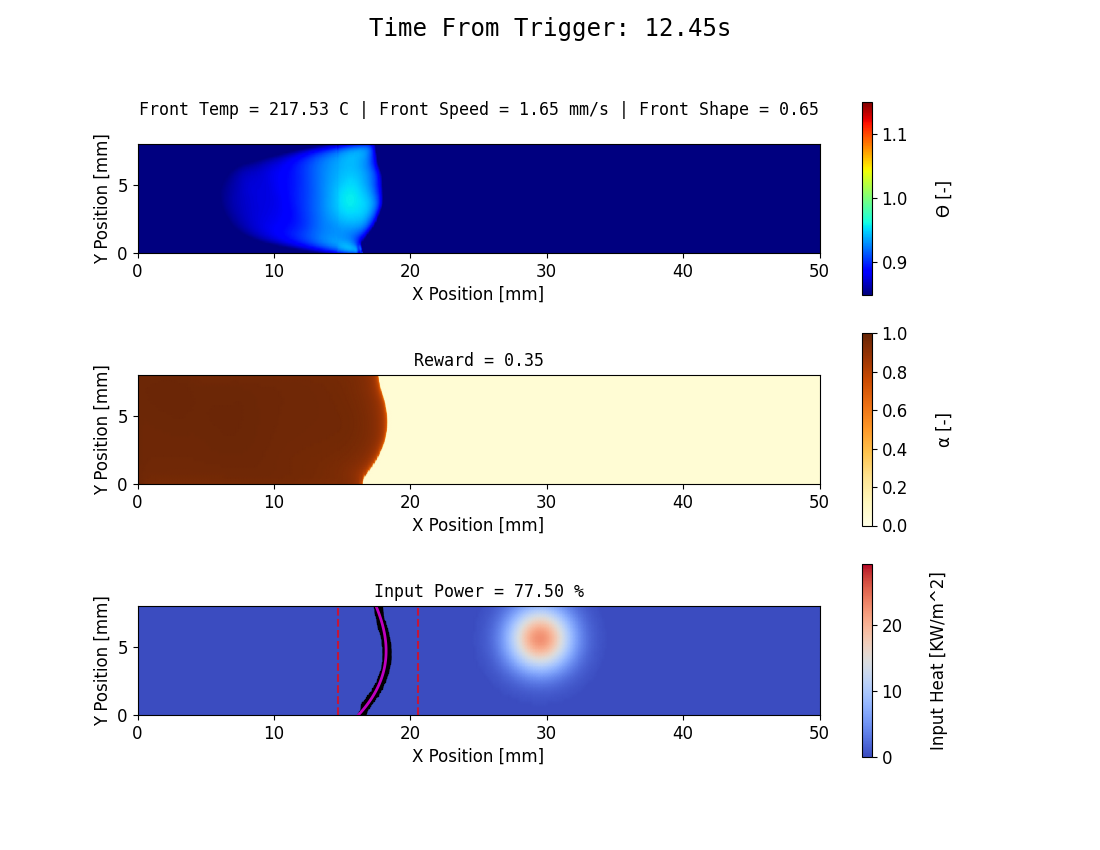 Time From Trigger: 12.45s
Front Temp = 217.53 C | Front Speed = 1.65 mm/s | Front Shape = 0.65
Y Position [mm]
5
0
0 10 20 30 40 50
X Position [mm]
1.1
1.0
0.9
Θ [-]
Reward = 0.35
Y Position [mm]
5
0
0 10 20 30 40 50
X Position [mm]
1.0
0.8
0.6
0.4
0.2
0.0
α [-]
Input Power = 77.50 %
Y Position [mm]
5
0
0 10 20 30 40 50
X Position [mm]
20
10
0
Input Heat [KW/m^2]